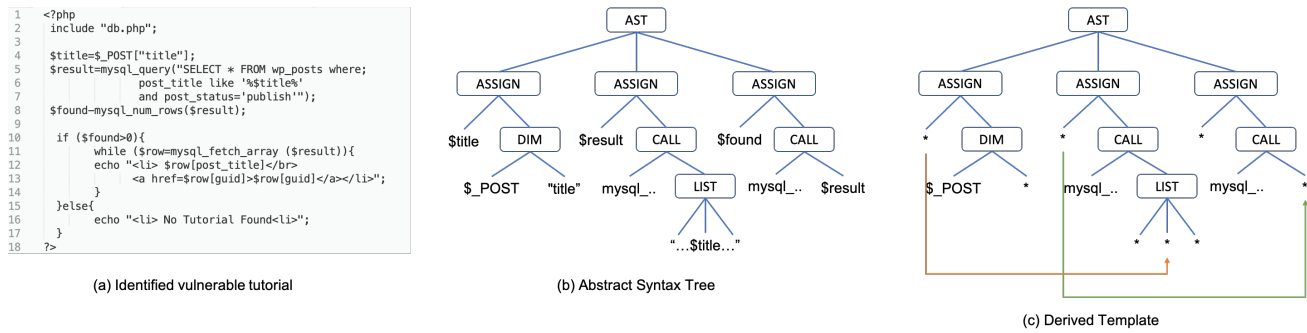 1 <?php
2 include "db.php";
3
4 $title=$_POST["title"];
5 $result=mysql_query("SELECT * FROM wp_posts where;
6 post_title like '%$title%'
7 and post_status='publish'");
8 $found–mysql_num_rows($result);
9
10 if ($found>0){
11 while ($row=mysql_fetch_array ($result)){
12 echo "<li> $row[post_title]</br>
13 <a href=$row[guid]>$row[guid]</a></li>";
14 }
15 }else{
16 echo "<li> No Tutorial Found<li>";
17 }
18 ?>
(a) Identified vulnerable tutorial
AST
ASSIGN ASSIGN ASSIGN
$title DIM $result CALL $found CALL
$_POST "title" mysql_.. LIST mysql_.. $result
"...$title..."
(b) Abstract Syntax Tree
AST
ASSIGN ASSIGN ASSIGN
* DIM * CALL * CALL
$_POST * mysql_.. LIST mysql_.. *
* * *
(c) Derived Template